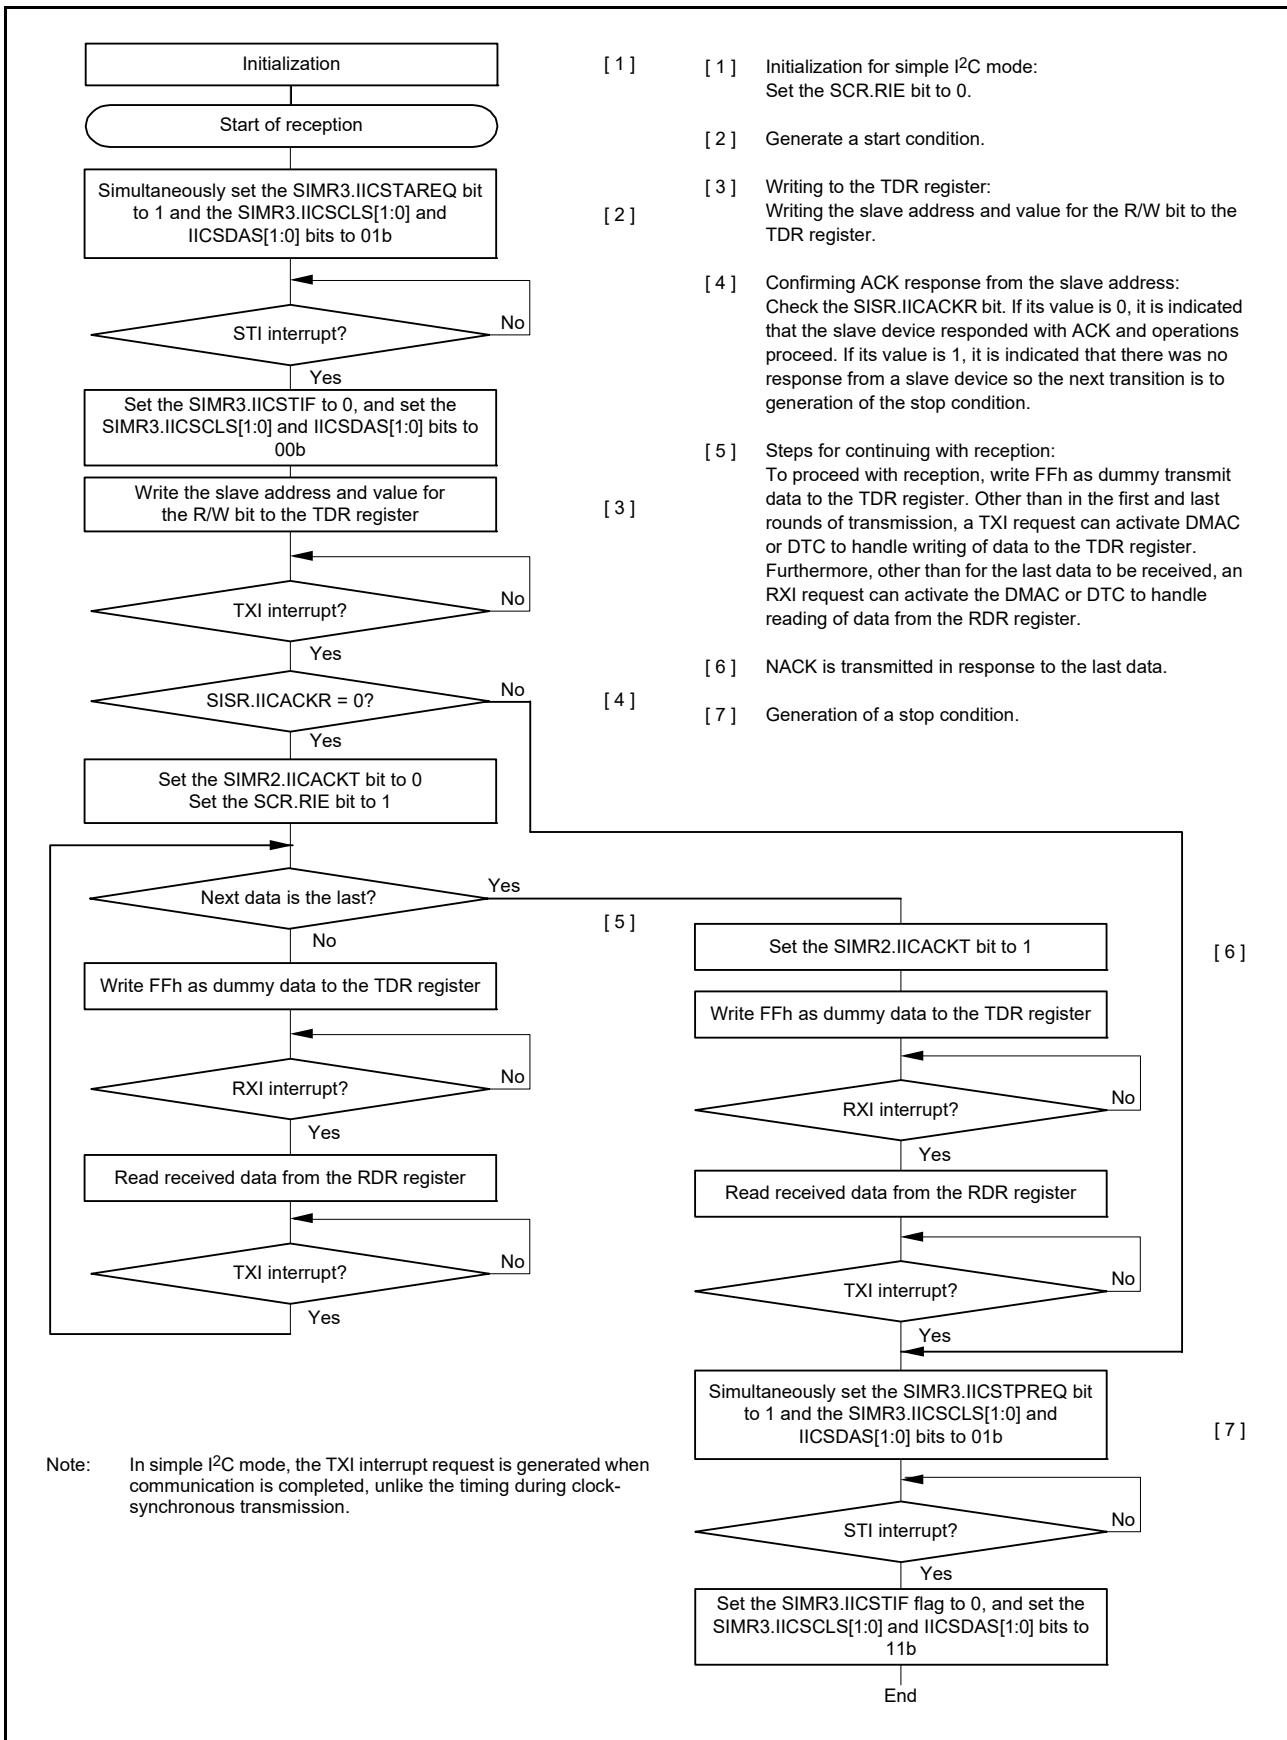 Initialization
[ 1 ]
Start of reception
Simultaneously set the SIMR3.IICSTAREQ bit
to 1 and the SIMR3.IICSCLS[1:0] and
IICSDAS[1:0] bits to 01b
[ 2 ]
STI interrupt?
No
Yes
Set the SIMR3.IICSTIF to 0, and set the
SIMR3.IICSCLS[1:0] and IICSDAS[1:0] bits to
00b
Write the slave address and value for
the R/W bit to the TDR register
[ 3 ]
TXI interrupt?
No
Yes
SISR.IICACKR = 0?
No
[ 4 ]
Yes
Set the SIMR2.IICACKT bit to 0
Set the SCR.RIE bit to 1
Next data is the last?
Yes
[ 5 ]
No
Write FFh as dummy data to the TDR register
RXI interrupt?
No
Yes
Read received data from the RDR register
TXI interrupt?
No
Yes
[ 1 ] Initialization for simple I2C mode:
Set the SCR.RIE bit to 0.
[ 2 ] Generate a start condition.
[ 3 ] Writing to the TDR register:
Writing the slave address and value for the R/W bit to the
TDR register.
[ 4 ] Confirming ACK response from the slave address:
Check the SISR.IICACKR bit. If its value is 0, it is indicated
that the slave device responded with ACK and operations
proceed. If its value is 1, it is indicated that there was no
response from a slave device so the next transition is to
generation of the stop condition.
[ 5 ] Steps for continuing with reception:
To proceed with reception, write FFh as dummy transmit
data to the TDR register. Other than in the first and last
rounds of transmission, a TXI request can activate DMAC
or DTC to handle writing of data to the TDR register.
Furthermore, other than for the last data to be received, an
RXI request can activate the DMAC or DTC to handle
reading of data from the RDR register.
[ 6 ] NACK is transmitted in response to the last data.
[ 7 ] Generation of a stop condition.
Set the SIMR2.IICACKT bit to 1
[ 6 ]
Write FFh as dummy data to the TDR register
RXI interrupt?
No
Yes
Read received data from the RDR register
TXI interrupt?
No
Yes
Simultaneously set the SIMR3.IICSTPREQ bit
to 1 and the SIMR3.IICSCLS[1:0] and
IICSDAS[1:0] bits to 01b
[ 7 ]
STI interrupt?
No
Yes
Set the SIMR3.IICSTIF flag to 0, and set the
SIMR3.IICSCLS[1:0] and IICSDAS[1:0] bits to
11b
End
Note: In simple I2C mode, the TXI interrupt request is generated when
communication is completed, unlike the timing during clock-
synchronous transmission.